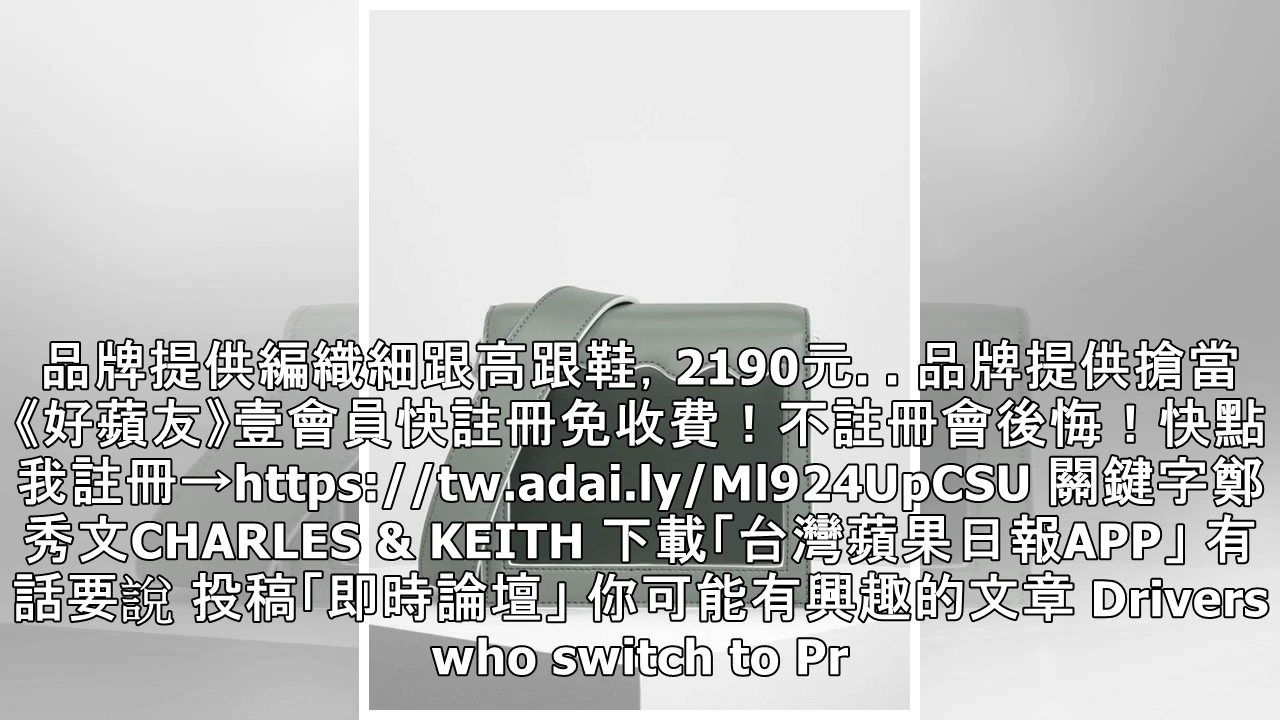 品牌提供編織細跟高跟鞋，2190元. . 品牌提供搶當
《好蘋友》壹會員快註冊免收費！不註冊會後悔！快點
我註冊→https://tw.adai.ly/Ml924UpCSU 關鍵字鄭
秀文CHARLES & KEITH 下載「台灣蘋果日報APP」 有
話要說 投稿「即時論壇」 你可能有興趣的文章 Drivers
who switch to Pr